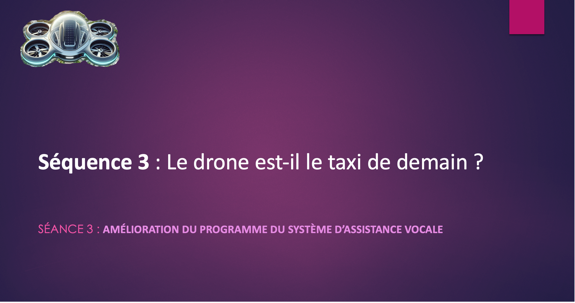 Séquence 3 : Le drone est-il le taxi de demain ?
SÉANCE 3 : AMÉLIORATION DU PROGRAMME DU SYSTÈME D’ASSISTANCE VOCALE